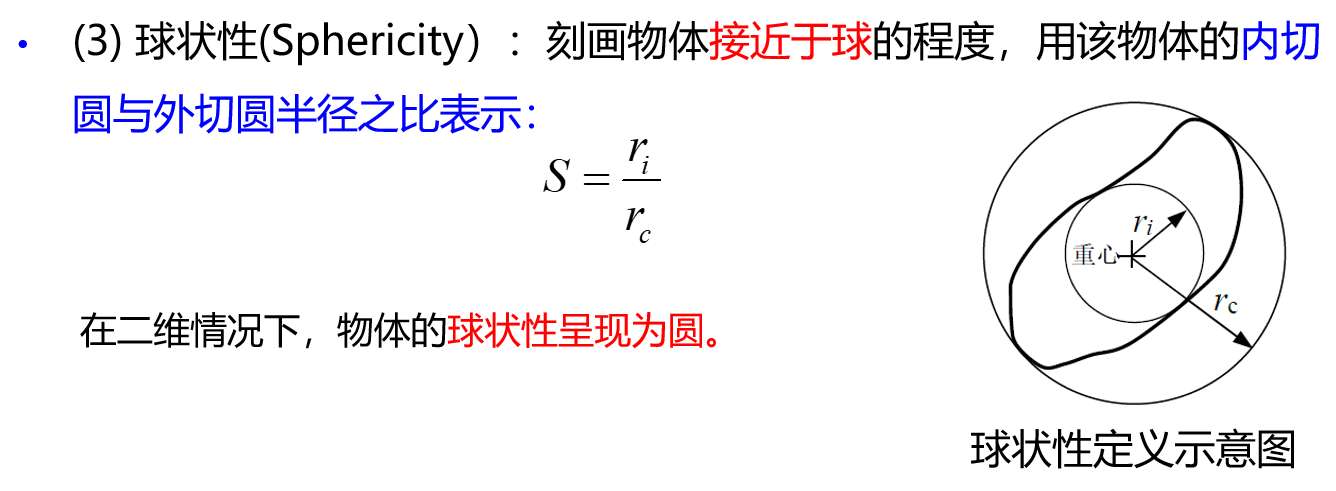 • (3) 球状性(Sphericity）：刻画物体接近于球的程度，用该物体的内切
圆与外切圆半径之比表示：
S = r_i / r_c
在二维情况下，物体的球状性呈现为圆。
r_i
重心
r_c
球状性定义示意图